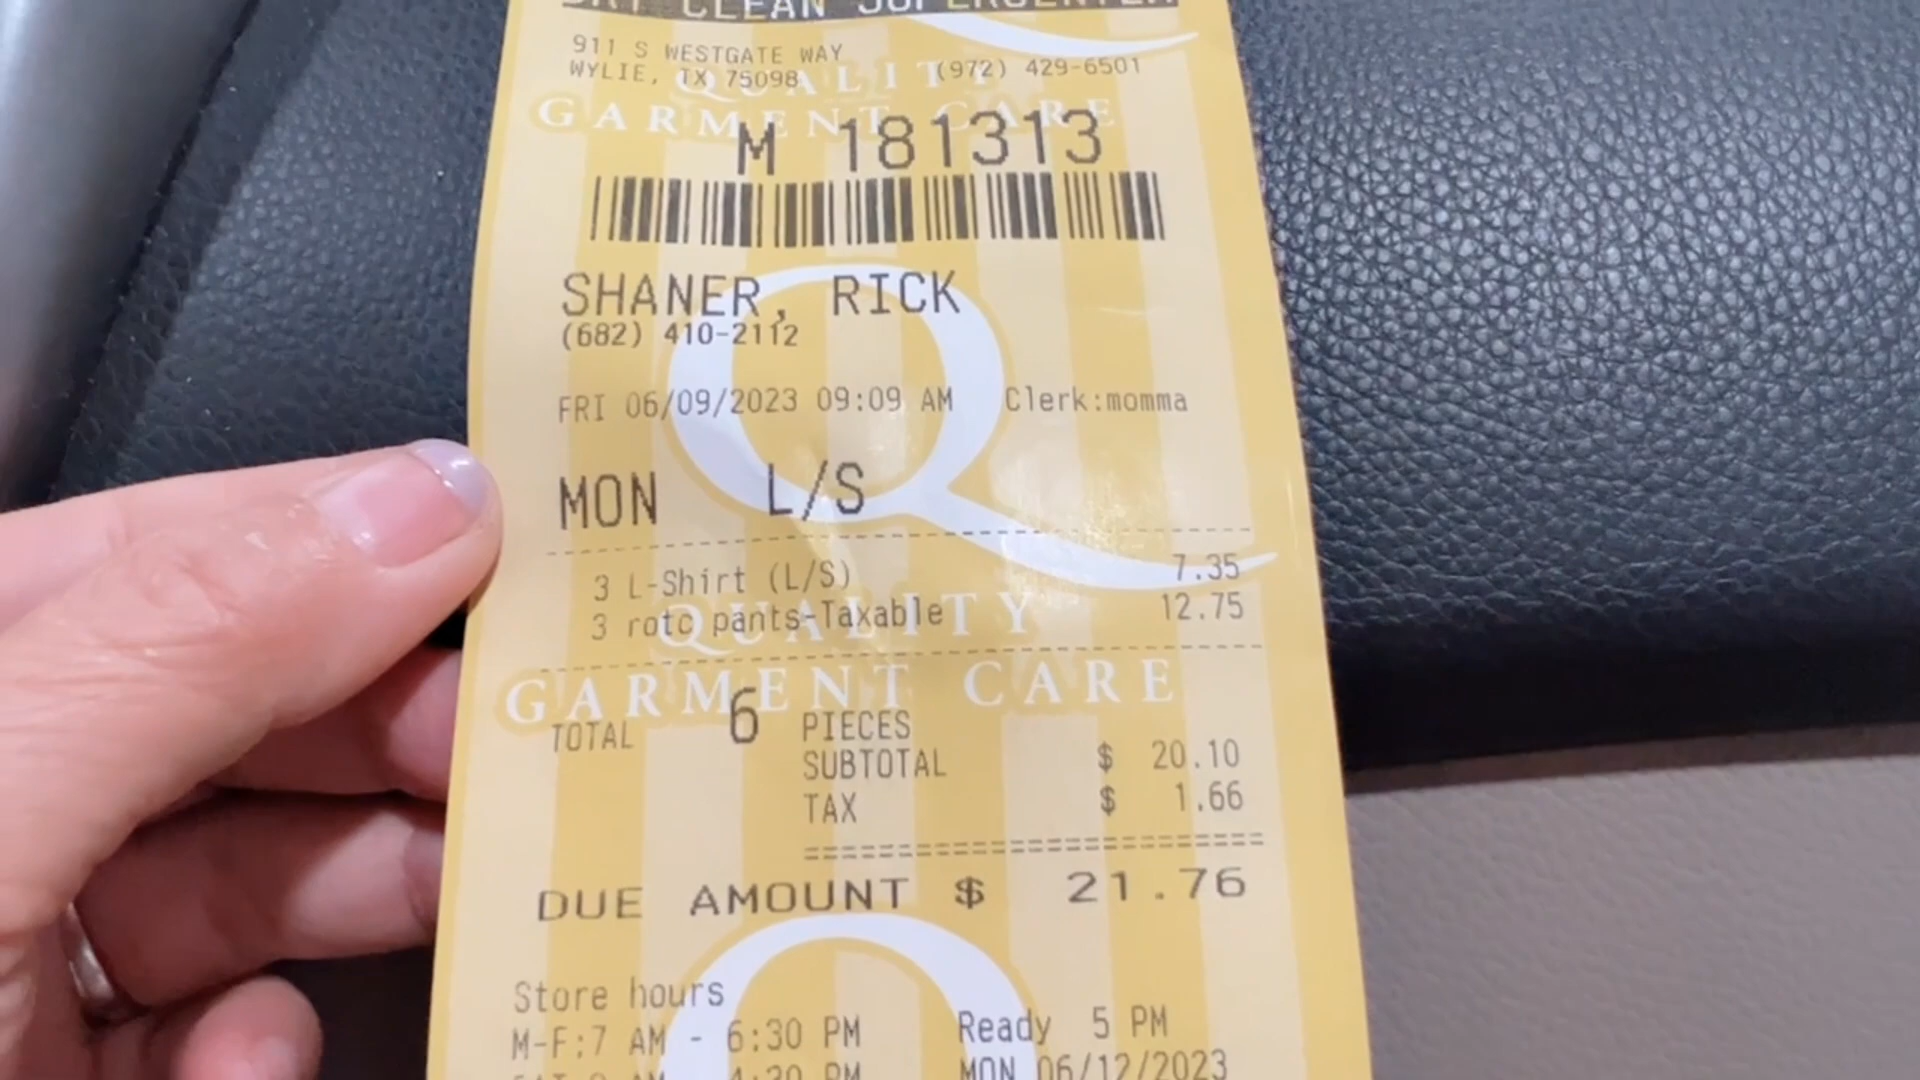 DRY CLEAN SUPERCENTER
911 S WESTGATE WAY
WYLIE, TX 75098 (972) 429-6501
QUALITY
GARMENT CARE
M 181313
SHANER, RICK
(682) 410-2112
FRI 06/09/2023 09:09 AM Clerk:momma
MON L/S
3 L-Shirt (L/S) 7.35
3 rotc pants-Taxable 12.75
QUALITY
GARMENT CARE
TOTAL 6 PIECES
SUBTOTAL $ 20.10
TAX $ 1.66
DUE AMOUNT $ 21.76
Store hours
M-F:7 AM - 6:30 PM Ready 5 PM
MON 06/12/2023